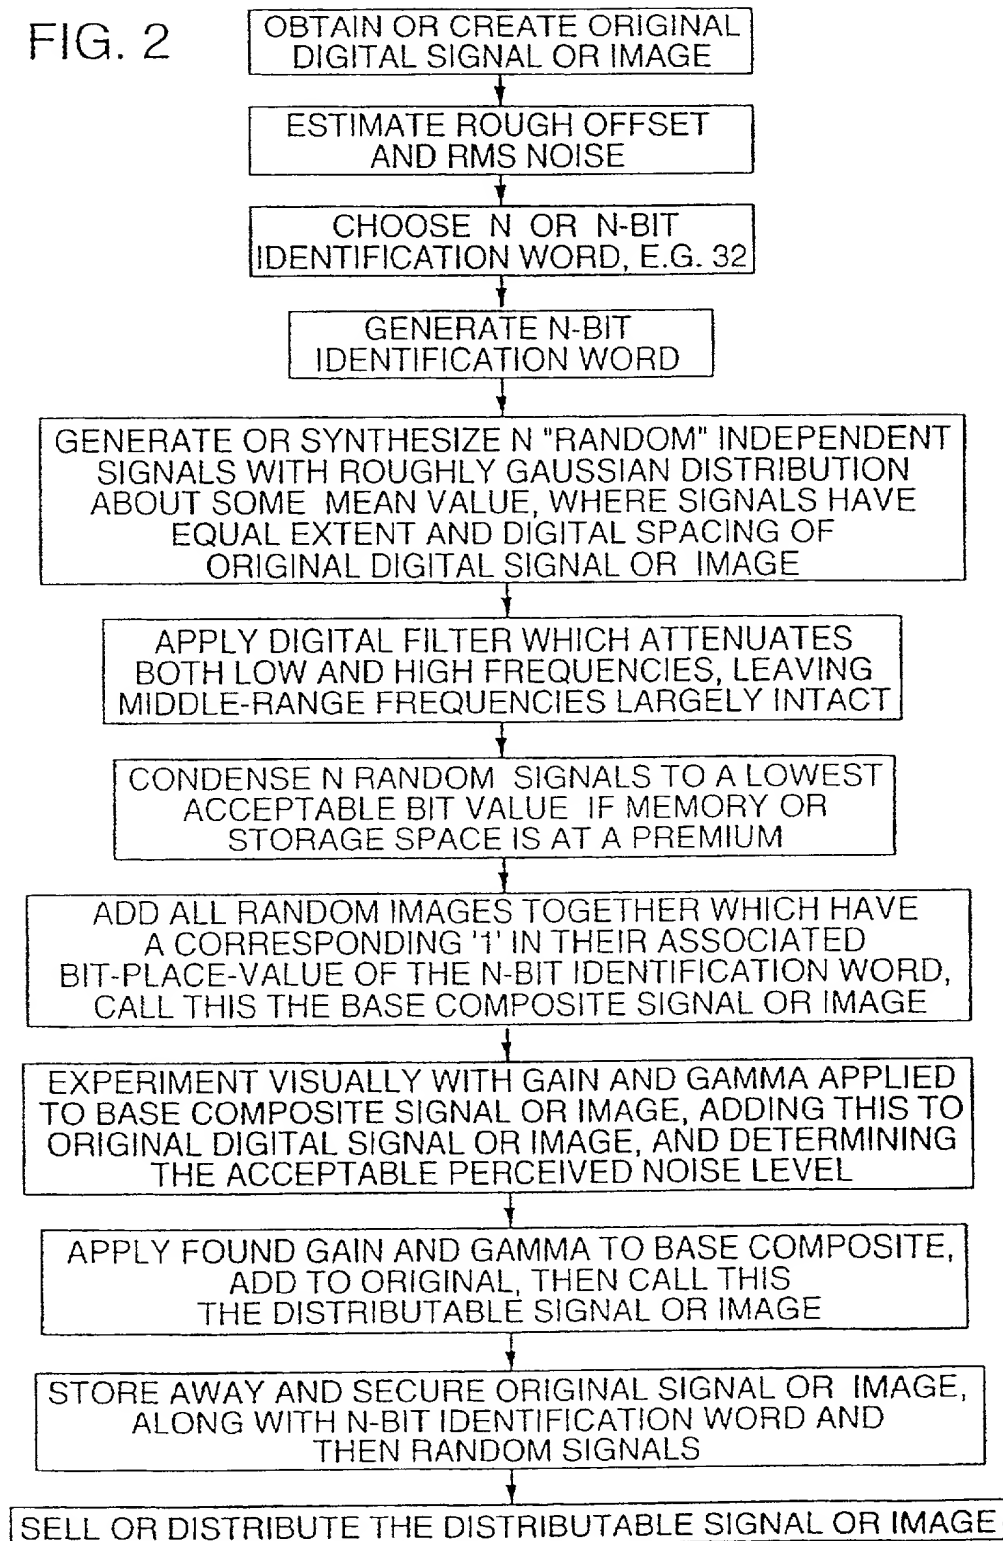 FIG. 2
OBTAIN OR CREATE ORIGINAL
DIGITAL SIGNAL OR IMAGE
ESTIMATE ROUGH OFFSET
AND RMS NOISE
CHOOSE N OR N-BIT
IDENTIFICATION WORD, E.G. 32
GENERATE N-BIT
IDENTIFICATION WORD
GENERATE OR SYNTHESIZE N "RANDOM" INDEPENDENT
SIGNALS WITH ROUGHLY GAUSSIAN DISTRIBUTION
ABOUT SOME MEAN VALUE, WHERE SIGNALS HAVE
EQUAL EXTENT AND DIGITAL SPACING OF
ORIGINAL DIGITAL SIGNAL OR IMAGE
APPLY DIGITAL FILTER WHICH ATTENUATES
BOTH LOW AND HIGH FREQUENCIES, LEAVING
MIDDLE-RANGE FREQUENCIES LARGELY INTACT
CONDENSE N RANDOM SIGNALS TO A LOWEST
ACCEPTABLE BIT VALUE IF MEMORY OR
STORAGE SPACE IS AT A PREMIUM
ADD ALL RANDOM IMAGES TOGETHER WHICH HAVE
A CORRESPONDING '1' IN THEIR ASSOCIATED
BIT-PLACE-VALUE OF THE N-BIT IDENTIFICATION WORD,
CALL THIS THE BASE COMPOSITE SIGNAL OR IMAGE
EXPERIMENT VISUALLY WITH GAIN AND GAMMA APPLIED
TO BASE COMPOSITE SIGNAL OR IMAGE, ADDING THIS TO
ORIGINAL DIGITAL SIGNAL OR IMAGE, AND DETERMINING
THE ACCEPTABLE PERCEIVED NOISE LEVEL
APPLY FOUND GAIN AND GAMMA TO BASE COMPOSITE,
ADD TO ORIGINAL, THEN CALL THIS
THE DISTRIBUTABLE SIGNAL OR IMAGE
STORE AWAY AND SECURE ORIGINAL SIGNAL OR IMAGE,
ALONG WITH N-BIT IDENTIFICATION WORD AND
THEN RANDOM SIGNALS
SELL OR DISTRIBUTE THE DISTRIBUTABLE SIGNAL OR IMAGE